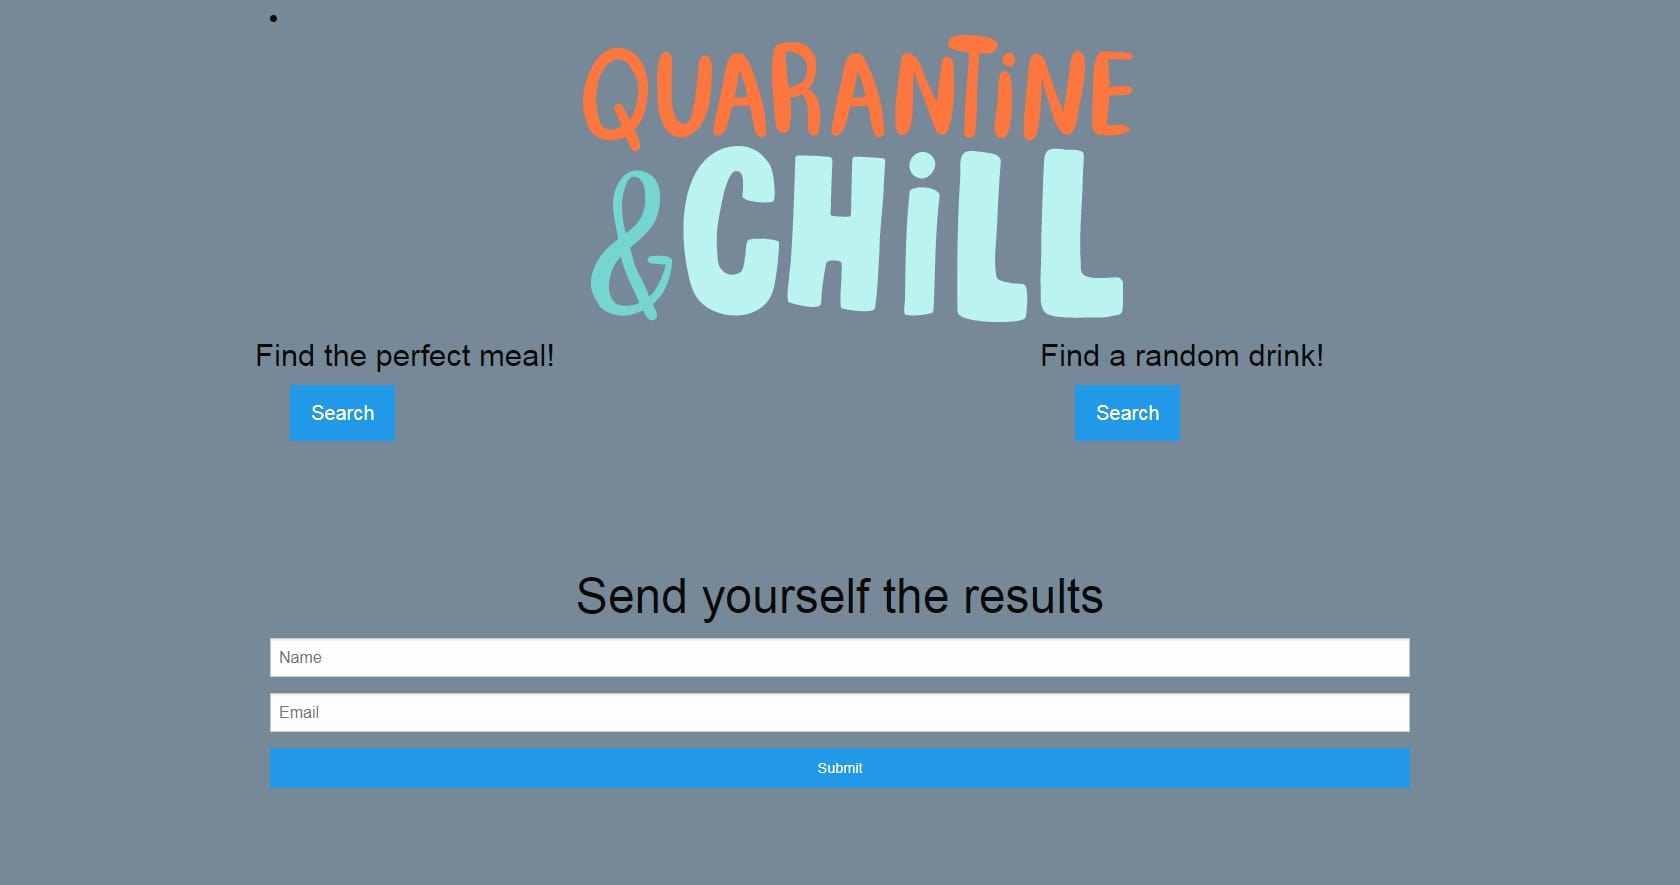 QUARANTiNE
& CHiLL
Find the perfect meal!
Search
Find a random drink!
Search
Send yourself the results
Name
Email
Submit